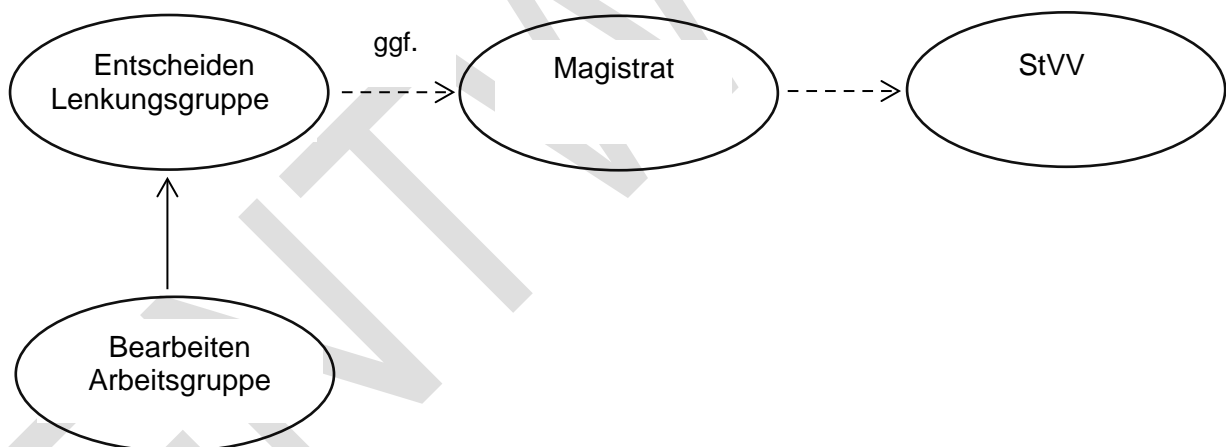 Entscheiden
Lenkungsgruppe
ggf.
Magistrat
StVV
Bearbeiten
Arbeitsgruppe